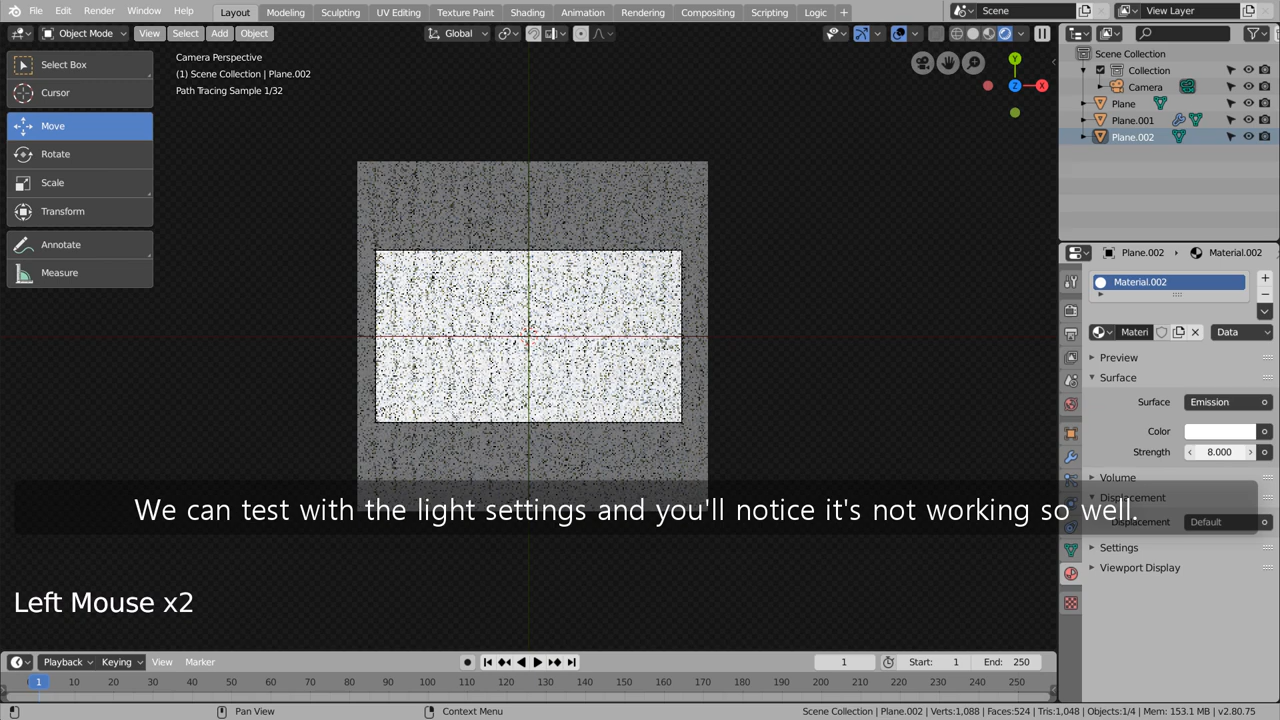 File Edit Render Window Help Layout Modeling Sculpting UV Editing Texture Paint Shading Animation Rendering Compositing Scripting Logic + Scene View Layer
Object Mode View Select Add Object Global
Select Box
Cursor
Move
Rotate
Scale
Transform
Annotate
Measure
Camera Perspective
(1) Scene Collection | Plane.002
Path Tracing Sample 1/32
Y
Z
X
Scene Collection
Collection
Camera
Plane
Plane.001
Plane.002
Plane.002 Material.002
Material.002
Materi Data
Preview
Surface
Surface Emission
Color
Strength 8.000
Volume
Displacement
Displacement Default
Settings
Viewport Display
We can test with the light settings and you'll notice it's not working so well.
Left Mouse x2
Playback Keying View Marker 1 Start: 1 End: 250
1 10 20 30 40 50 60 70 80 90 100 110 120 130 140 150 160 170 180 190 200 210 220 230 240 250
Pan View Context Menu Scene Collection | Plane.002 | Verts:1,088 | Faces:524 | Tris:1,048 | Objects:1/4 | Mem: 153.1 MB | v2.80.75